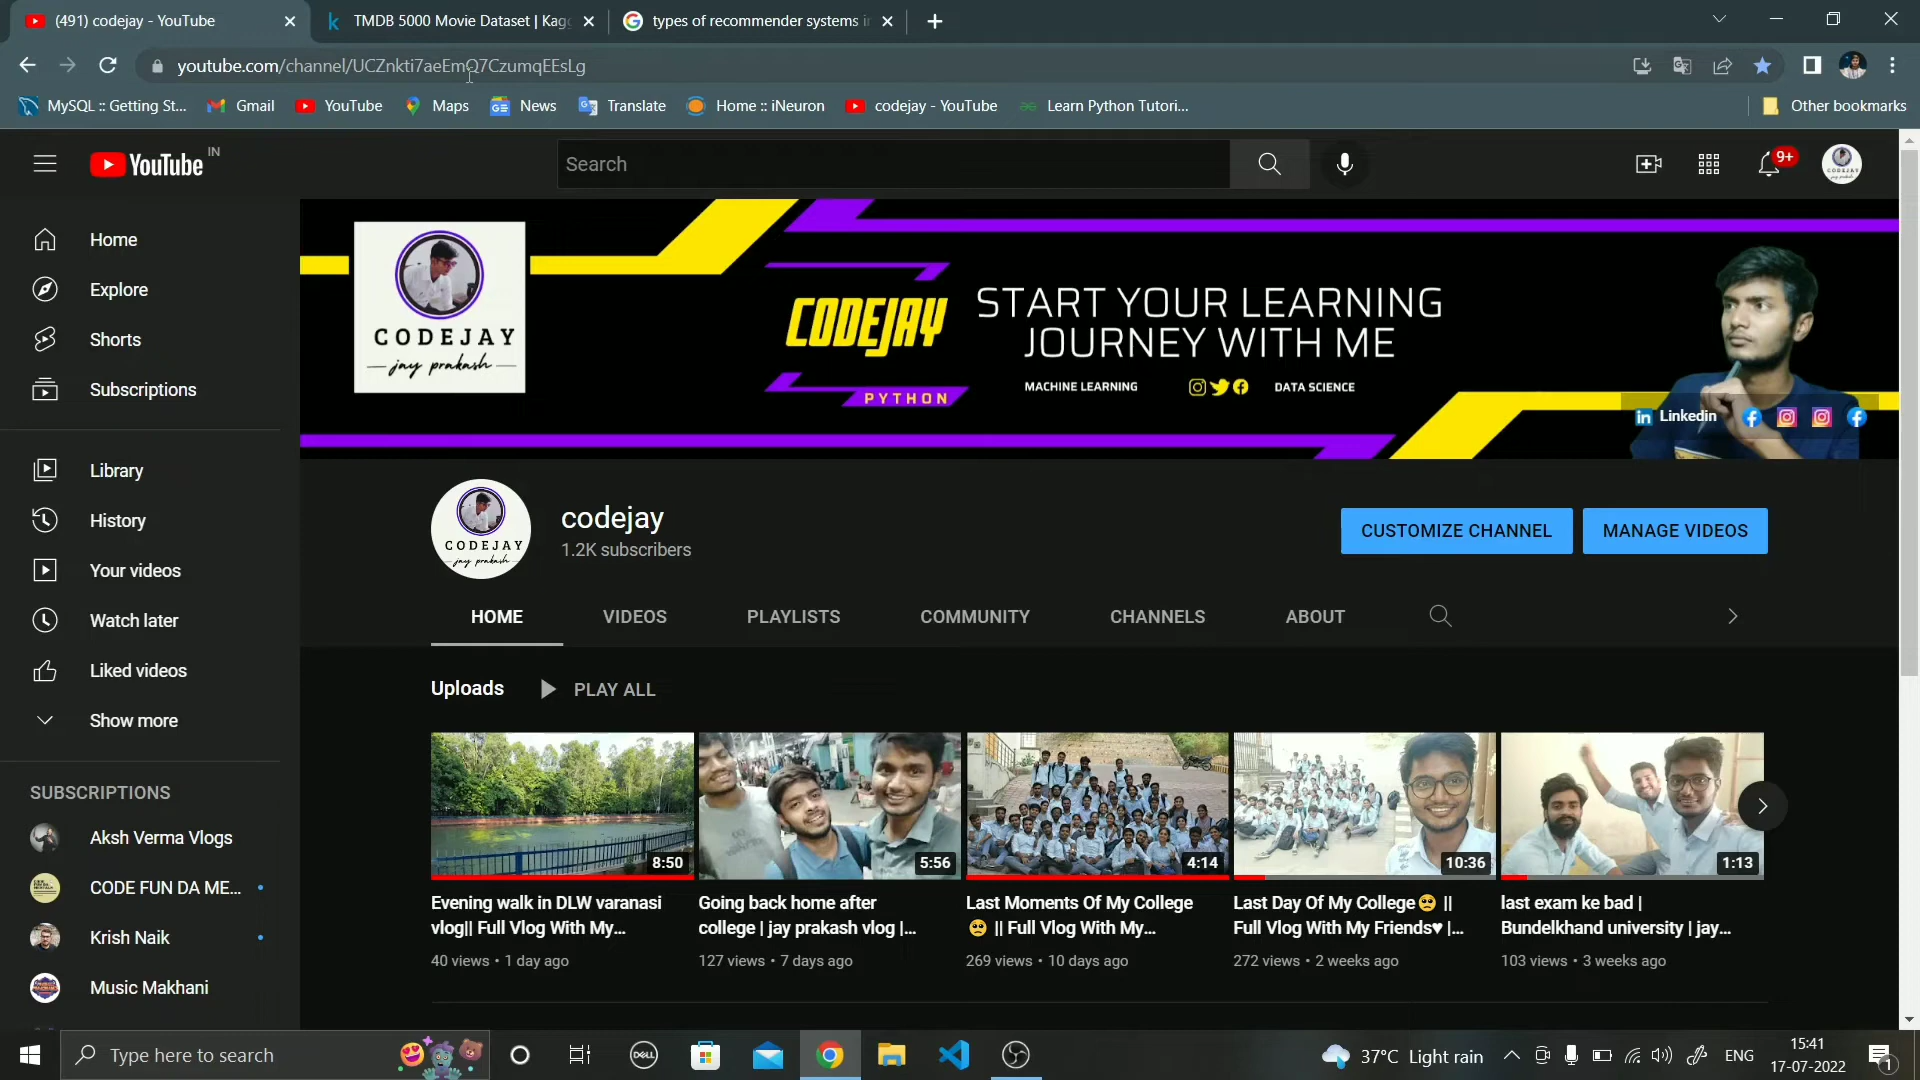 (491) codejay - YouTube
TMDB 5000 Movie Dataset | Kagg
types of recommender systems i
youtube.com/channel/UCZnkti7aeEmQ7CzumqEEsLg
MySQL :: Getting St...
Gmail
YouTube
Maps
News
Translate
Home :: iNeuron
codejay - YouTube
Learn Python Tutori...
Other bookmarks
YouTube IN
Search
9+
Home
Explore
Shorts
Subscriptions
Library
History
Your videos
Watch later
Liked videos
Show more
SUBSCRIPTIONS
Aksh Verma Vlogs
CODE FUN DA ME...
Krish Naik
Music Makhani
CODEJAY
jay prakash
CODEJAY
PYTHON
START YOUR LEARNING
JOURNEY WITH ME
MACHINE LEARNING
DATA SCIENCE
Linkedin
CODEJAY
jay prakash
codejay
1.2K subscribers
CUSTOMIZE CHANNEL
MANAGE VIDEOS
HOME
VIDEOS
PLAYLISTS
COMMUNITY
CHANNELS
ABOUT
Uploads
PLAY ALL
8:50
5:56
4:14
10:36
1:13
Evening walk in DLW varanasi
vlog|| Full Vlog With My...
40 views • 1 day ago
Going back home after
college | jay prakash vlog |...
127 views • 7 days ago
Last Moments Of My College
🥺 || Full Vlog With My...
269 views • 10 days ago
Last Day Of My College🥺 ||
Full Vlog With My Friends♥ |...
272 views • 2 weeks ago
last exam ke bad |
Bundelkhand university | jay...
103 views • 3 weeks ago
Type here to search
DELL
37°C Light rain
ENG
15:41
17-07-2022
1